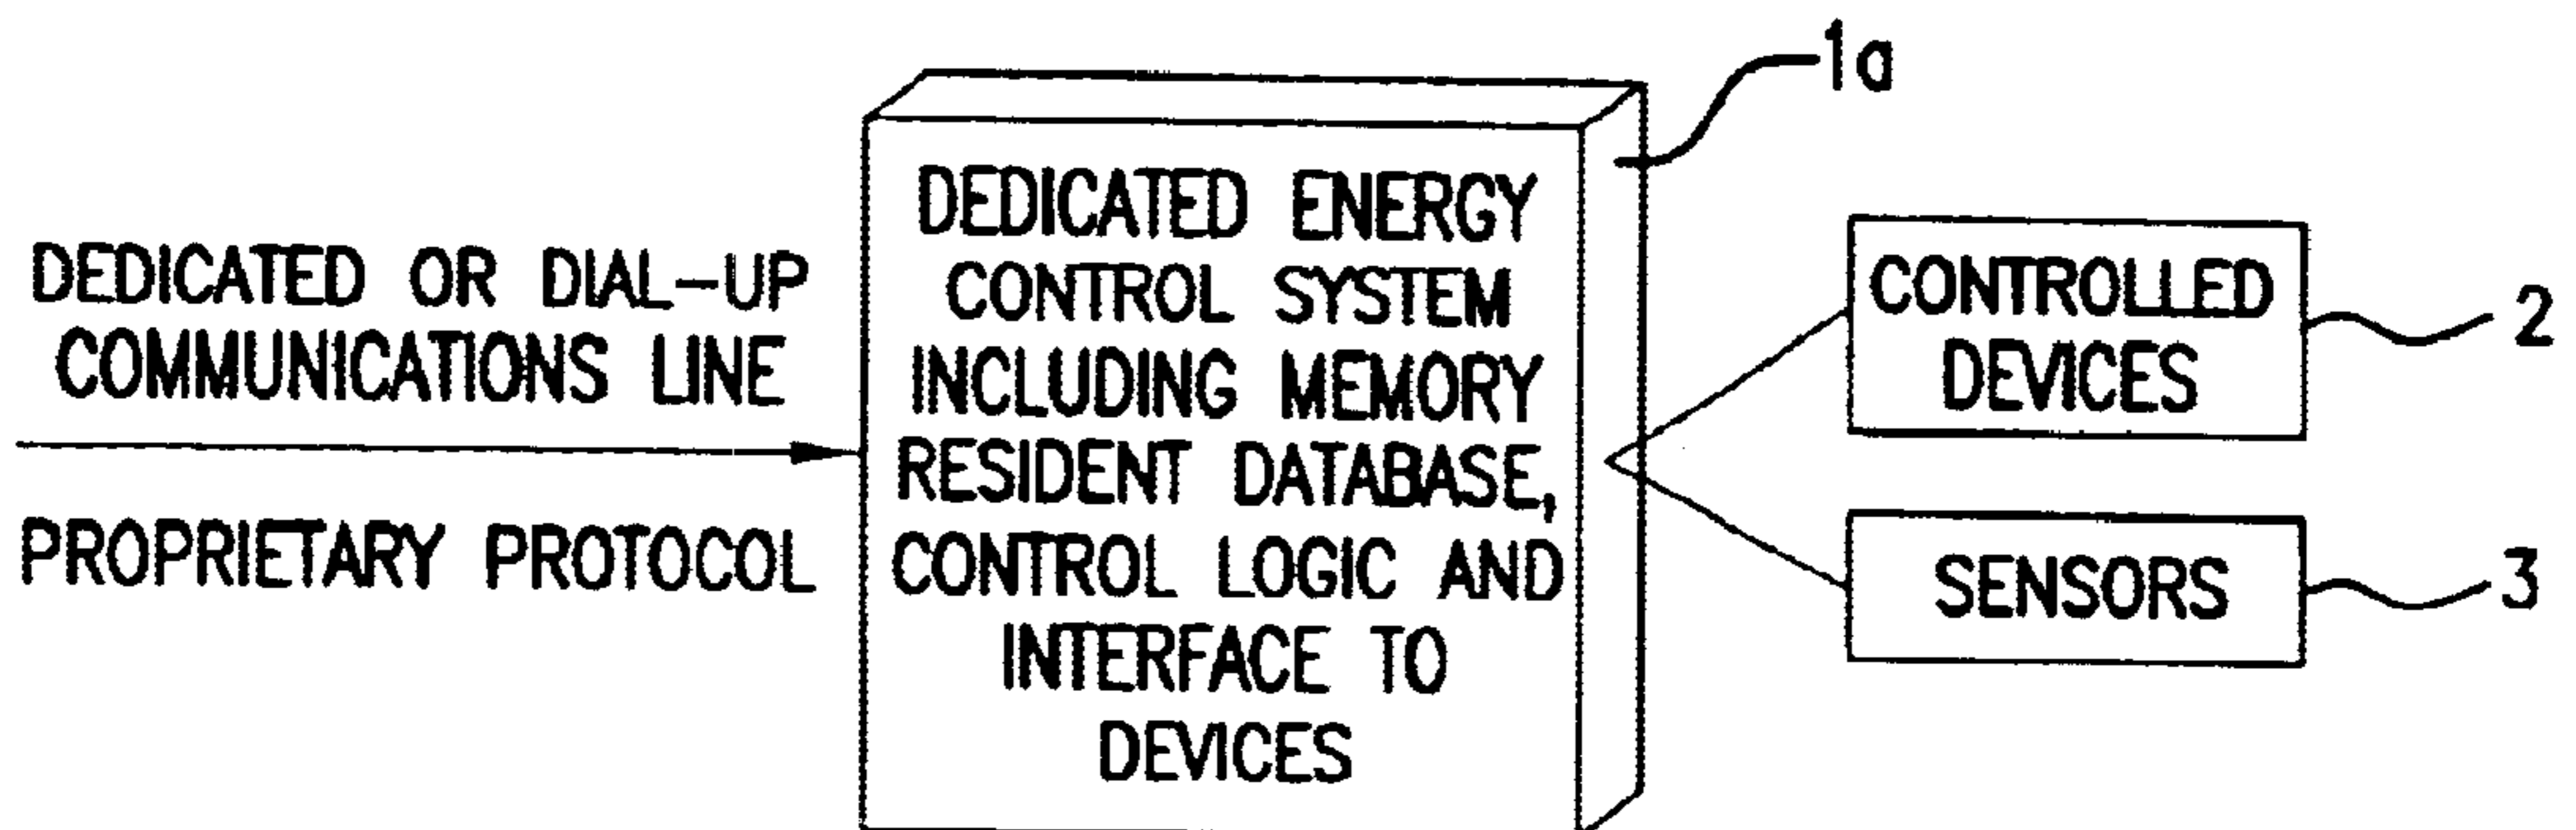 DEDICATED OR DIAL-UP
COMMUNICATIONS LINE
PROPRIETARY PROTOCOL
DEDICATED ENERGY
CONTROL SYSTEM
INCLUDING MEMORY
RESIDENT DATABASE,
CONTROL LOGIC AND
INTERFACE TO
DEVICES
1a
CONTROLLED
DEVICES
2
SENSORS
3